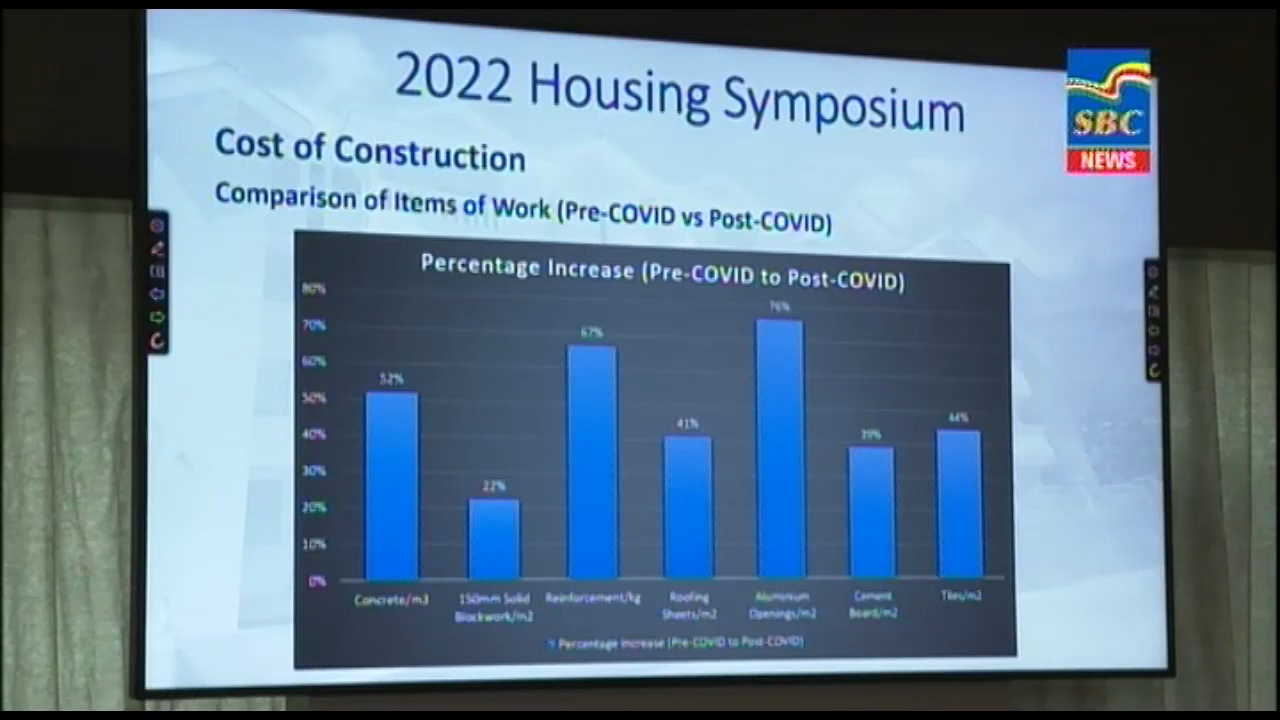 2022 Housing Symposium
SBC
NEWS
Cost of Construction
Comparison of Items of Work (Pre-COVID vs Post-COVID)
Percentage Increase (Pre-COVID to Post-COVID)
80%
70%
60%
50%
40%
30%
20%
10%
0%
52%
22%
67%
41%
76%
39%
44%
Concrete/m3
150mm Solid
Blockwork/m2
Reinforcement/kg
Roofing
Sheets/m2
Aluminium
Openings/m2
Cement
Board/m2
Tiles/m2
Percentage Increase (Pre-COVID to Post-COVID)